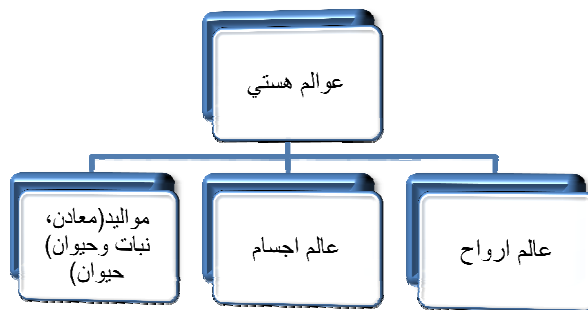 عوالم هستي
عالم ارواح
عالم اجسام
مواليد(معادن،
نبات وحيوان)
حيوان)